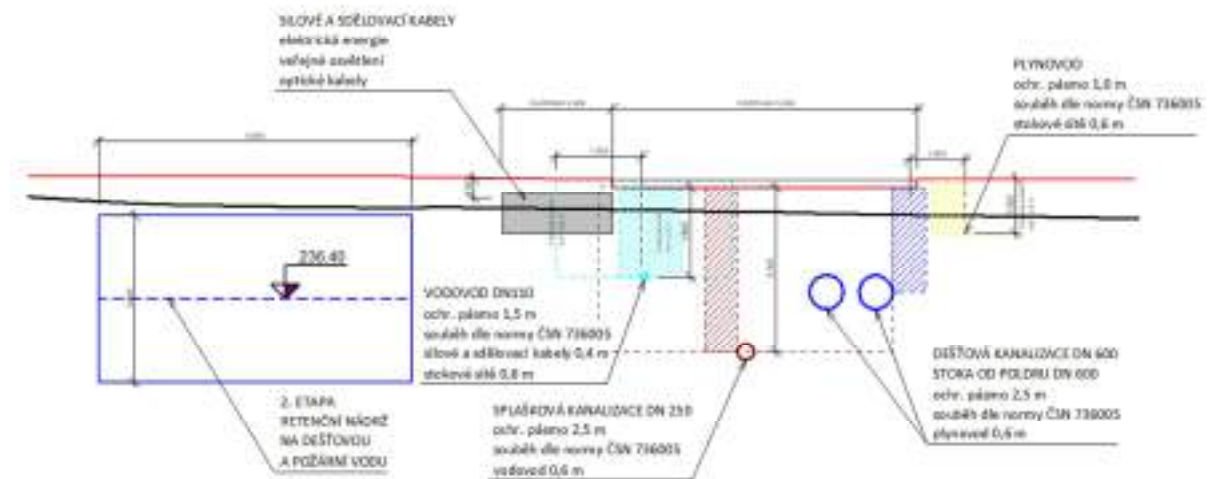 SILOVÉ A SDĚLOVACÍ KABELY
elektrická energie
veřejné osvětlení
optické kabely
PLYNOVOD
ochr. pásmo 1,0 m
souběh dle normy ČSN 736005
stokové sítě 0,6 m
236.40
VODOVOD DN110
ochr. pásmo 1,5 m
souběh dle normy ČSN 736005
silové a sdělovací kabely 0,4 m
stokové sítě 0,6 m
2. ETAPA
RETENČNÍ NÁDRŽ
NA DEŠŤOVOU
A POŽÁRNÍ VODU
SPLAŠKOVÁ KANALIZACE DN 250
ochr. pásmo 2,5 m
souběh dle normy ČSN 736005
vodovod 0,6 m
DEŠŤOVÁ KANALIZACE DN 600
STOKA OD POLDRU DN 600
ochr. pásmo 2,5 m
souběh dle normy ČSN 736005
plynovod 0,6 m